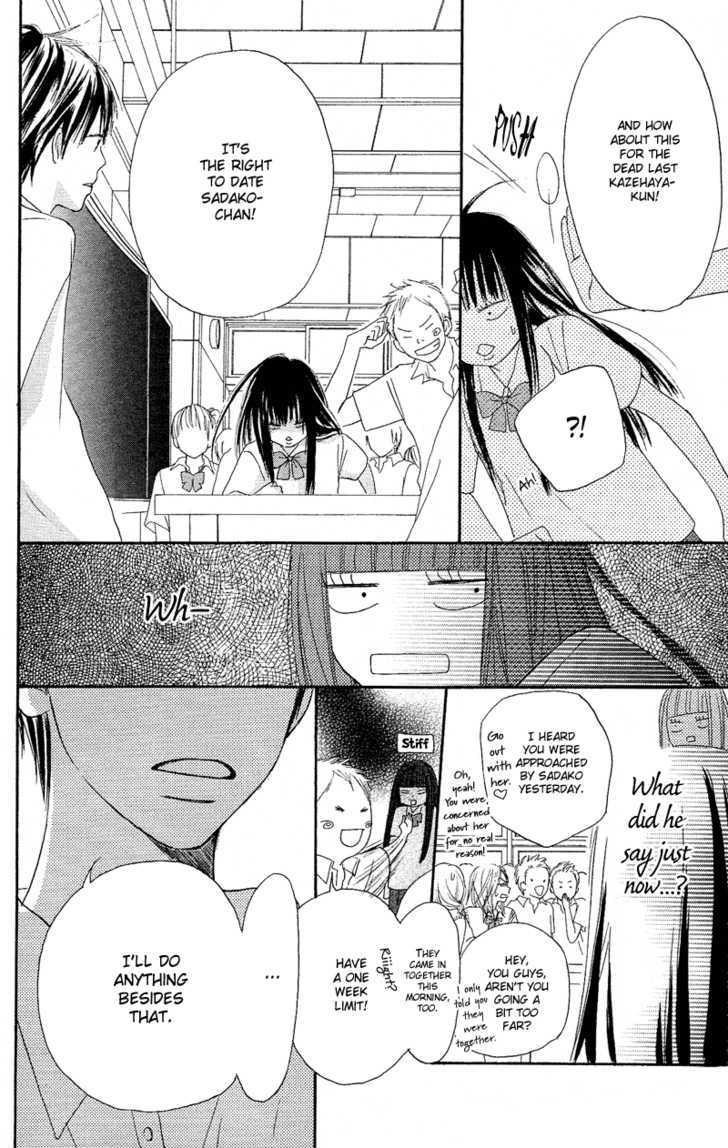 AND HOW
ABOUT THIS
FOR THE
DEAD LAST
KAZEHAYA-
KUN!
PUSH
?!
Ah!
IT'S
THE RIGHT
TO DATE
SADAKO-
CHAN!
Wh-
What
did he
say just
now...?
I HEARD
YOU WERE
APPROACHED
BY SADAKO
YESTERDAY.
Go
out
with
her.
♡
Oh,
yeah!
You were
concerned
about her
for no real
reason!
HEY,
YOU GUYS,
AREN'T YOU
GOING A
BIT TOO
FAR?
I only
told you
they
were
together.
Stiff
THEY
CAME IN
TOGETHER
THIS
MORNING,
TOO.
Riiight?
HAVE
A ONE
WEEK
LIMIT!
...
I'LL DO
ANYTHING
BESIDES
THAT.